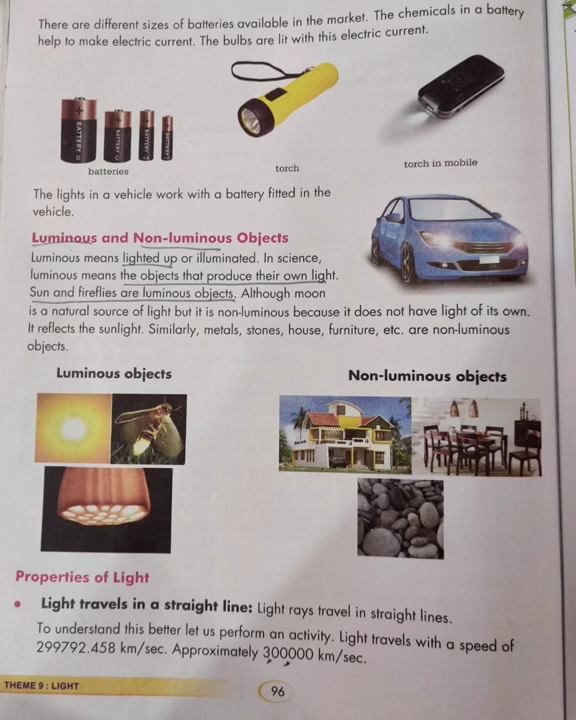 There are different sizes of batteries available in the market. The chemicals in a battery
help to make electric current. The bulbs are lit with this electric current.
BATTERY
BATTERY
BATTERY
batteries
torch
torch in mobile
The lights in a vehicle work with a battery fitted in the
vehicle.
Luminous and Non-luminous Objects
Luminous means lighted up or illuminated. In science,
luminous means the objects that produce their own light.
Sun and fireflies are luminous objects. Although moon
is a natural source of light but it is non-luminous because it does not have light of its own.
It reflects the sunlight. Similarly, metals, stones, house, furniture, etc. are non-luminous
objects.
Luminous objects
Non-luminous objects
Properties of Light
• Light travels in a straight line: Light rays travel in straight lines.
To understand this better let us perform an activity. Light travels with a speed of
299792.458 km/sec. Approximately 300000 km/sec.
THEME 9 : LIGHT
96